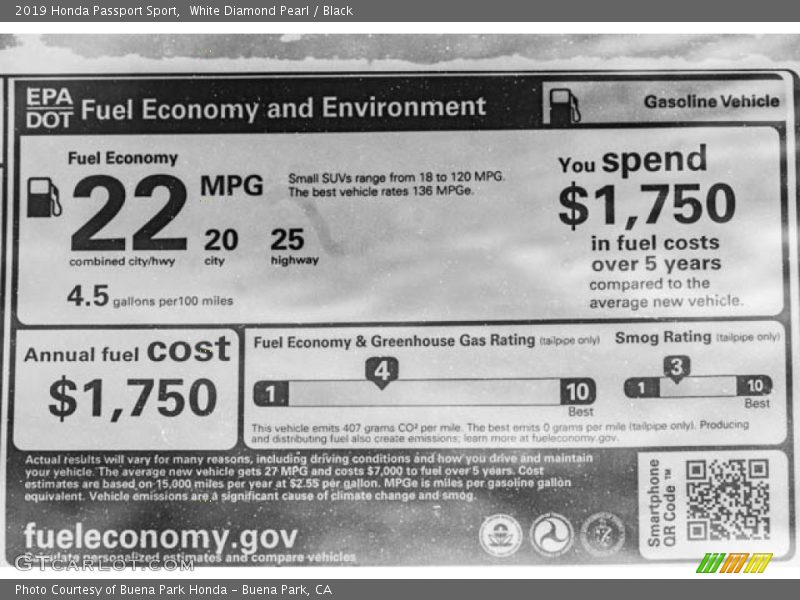 2019 Honda Passport Sport,  White Diamond Pearl / Black
EPA
DOT
Fuel Economy and Environment
Gasoline Vehicle
Fuel Economy
22
MPG
combined city/hwy
20
city
25
highway
Small SUVs range from 18 to 120 MPG.
The best vehicle rates 136 MPGe.
4.5 gallons per100 miles
You spend
$1,750
in fuel costs
over 5 years
compared to the
average new vehicle.
Annual fuel cost
$1,750
Fuel Economy & Greenhouse Gas Rating (tailpipe only)
4
1
10
Best
Smog Rating (tailpipe only)
3
1
10
Best
This vehicle emits 407 grams CO² per mile. The best emits 0 grams per mile (tailpipe only). Producing
and distributing fuel also create emissions; learn more at fueleconomy.gov.
Actual results will vary for many reasons, including driving conditions and how you drive and maintain
your vehicle. The average new vehicle gets 27 MPG and costs $7,000 to fuel over 5 years. Cost
estimates are based on 15,000 miles per year at $2.55 per gallon. MPGe is miles per gasoline gallon
equivalent. Vehicle emissions are a significant cause of climate change and smog.
fueleconomy.gov
Calculate personalized estimates and compare vehicles
Smartphone
QR Code™
GTCARLOT.COM
Photo Courtesy of Buena Park Honda - Buena Park, CA